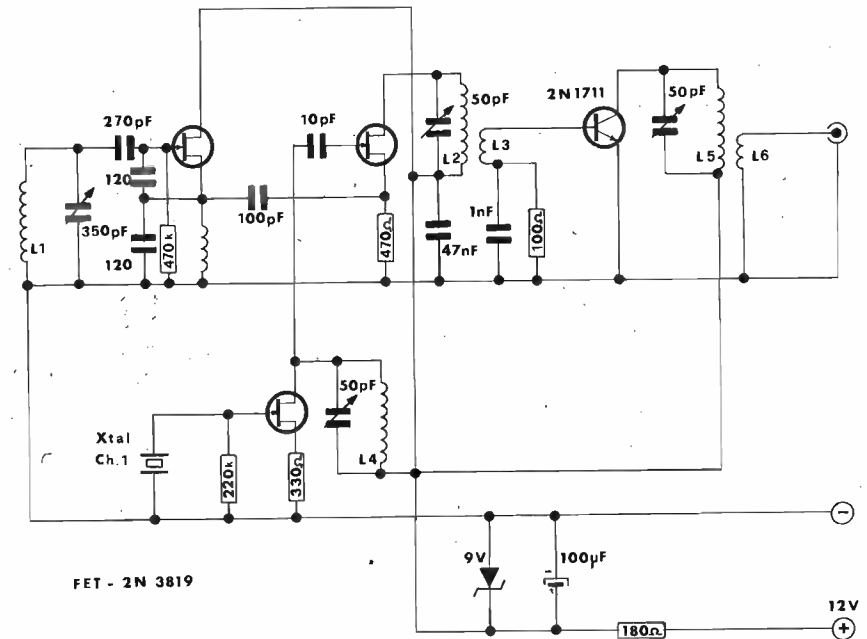 270pF
120
350pF
120
L1
470k
100pF
10pF
470Ω
50pF
L2
47nF
L3
1nF
100Ω
2N1711
50pF
L5
L6
Xtal
Ch.1
220k
330Ω
50pF
L4
FET - 2N 3819
9V
100µF
180Ω
12V
−
+